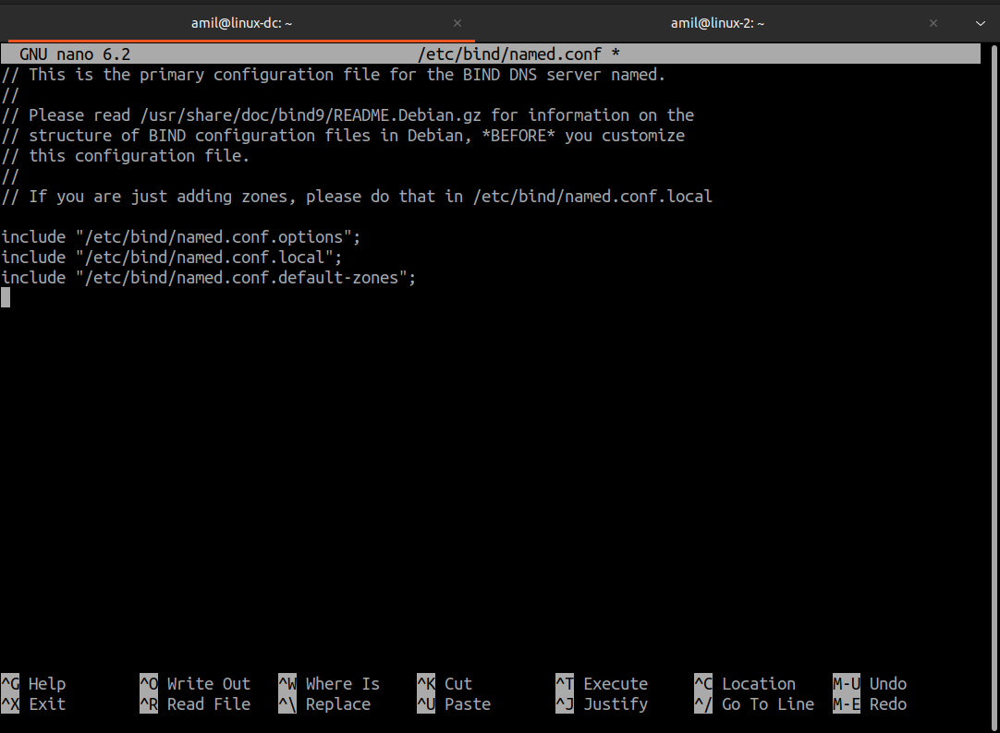 amil@linux-dc: ~ × amil@linux-2: ~ ×
GNU nano 6.2 /etc/bind/named.conf *
// This is the primary configuration file for the BIND DNS server named.
//
// Please read /usr/share/doc/bind9/README.Debian.gz for information on the
// structure of BIND configuration files in Debian, *BEFORE* you customize
// this configuration file.
//
// If you are just adding zones, please do that in /etc/bind/named.conf.local
include "/etc/bind/named.conf.options";
include "/etc/bind/named.conf.local";
include "/etc/bind/named.conf.default-zones";
^G Help ^O Write Out ^W Where Is ^K Cut ^T Execute ^C Location M-U Undo
^X Exit ^R Read File ^\ Replace ^U Paste ^J Justify ^/ Go To Line M-E Redo